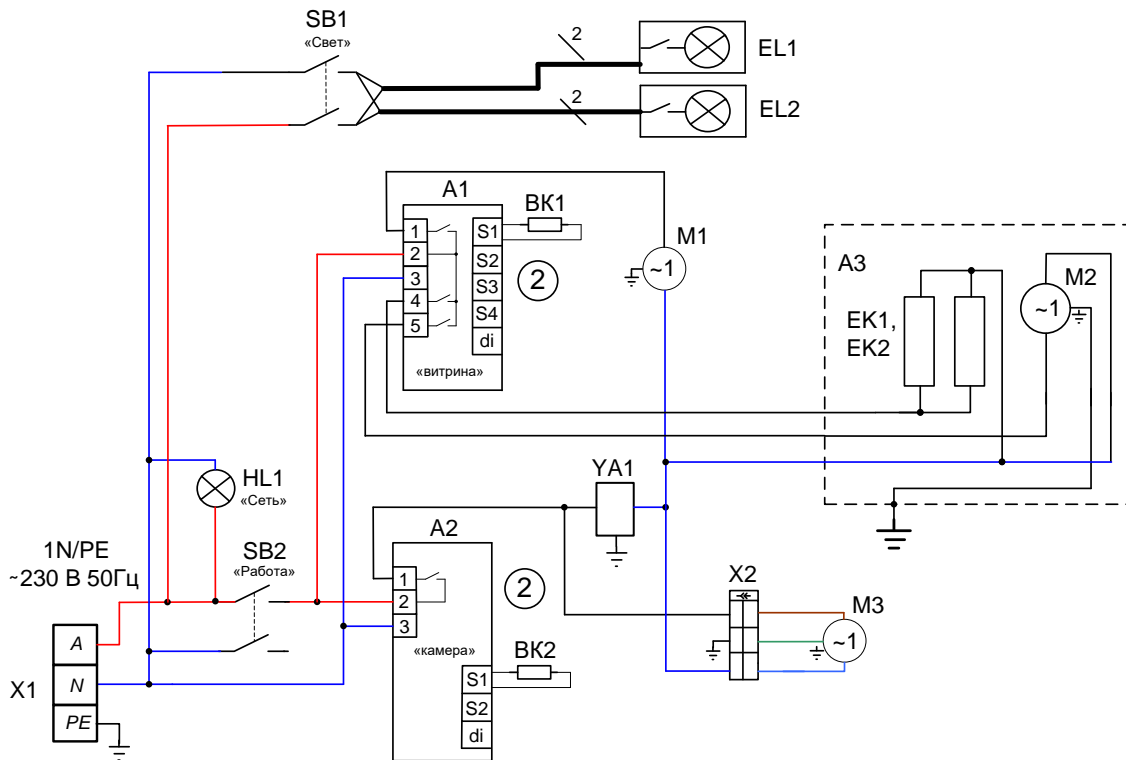 SB1
«Свет»
2
EL1
2
EL2
A1
1
2
3
4
5
S1
S2
S3
S4
di
«витрина»
ВК1
2
M1
~1
A3
EK1,
EK2
M2
~1
HL1
«Сеть»
YA1
1N/PE
~230 В 50Гц
SB2
«Работа»
A2
1
2
3
«камера»
S1
S2
di
2
ВК2
X2
M3
~1
X1
A
N
PE